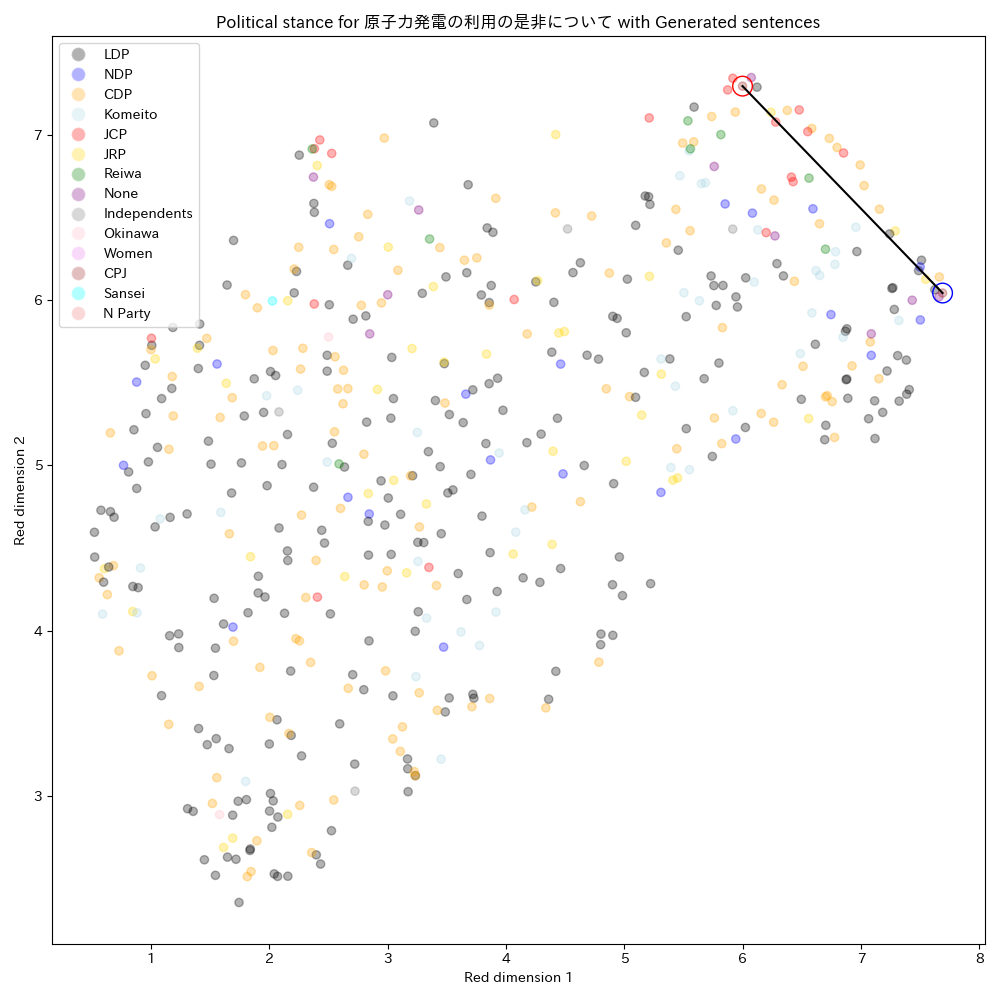 Political stance for 原子力発電の利用の是非について with Generated sentences
LDP
NDP
CDP
Komeito
JCP
JRP
Reiwa
None
Independents
Okinawa
Women
CPJ
Sansei
N Party
7
6
5
4
3
Red dimension 2
1 2 3 4 5 6 7 8
Red dimension 1